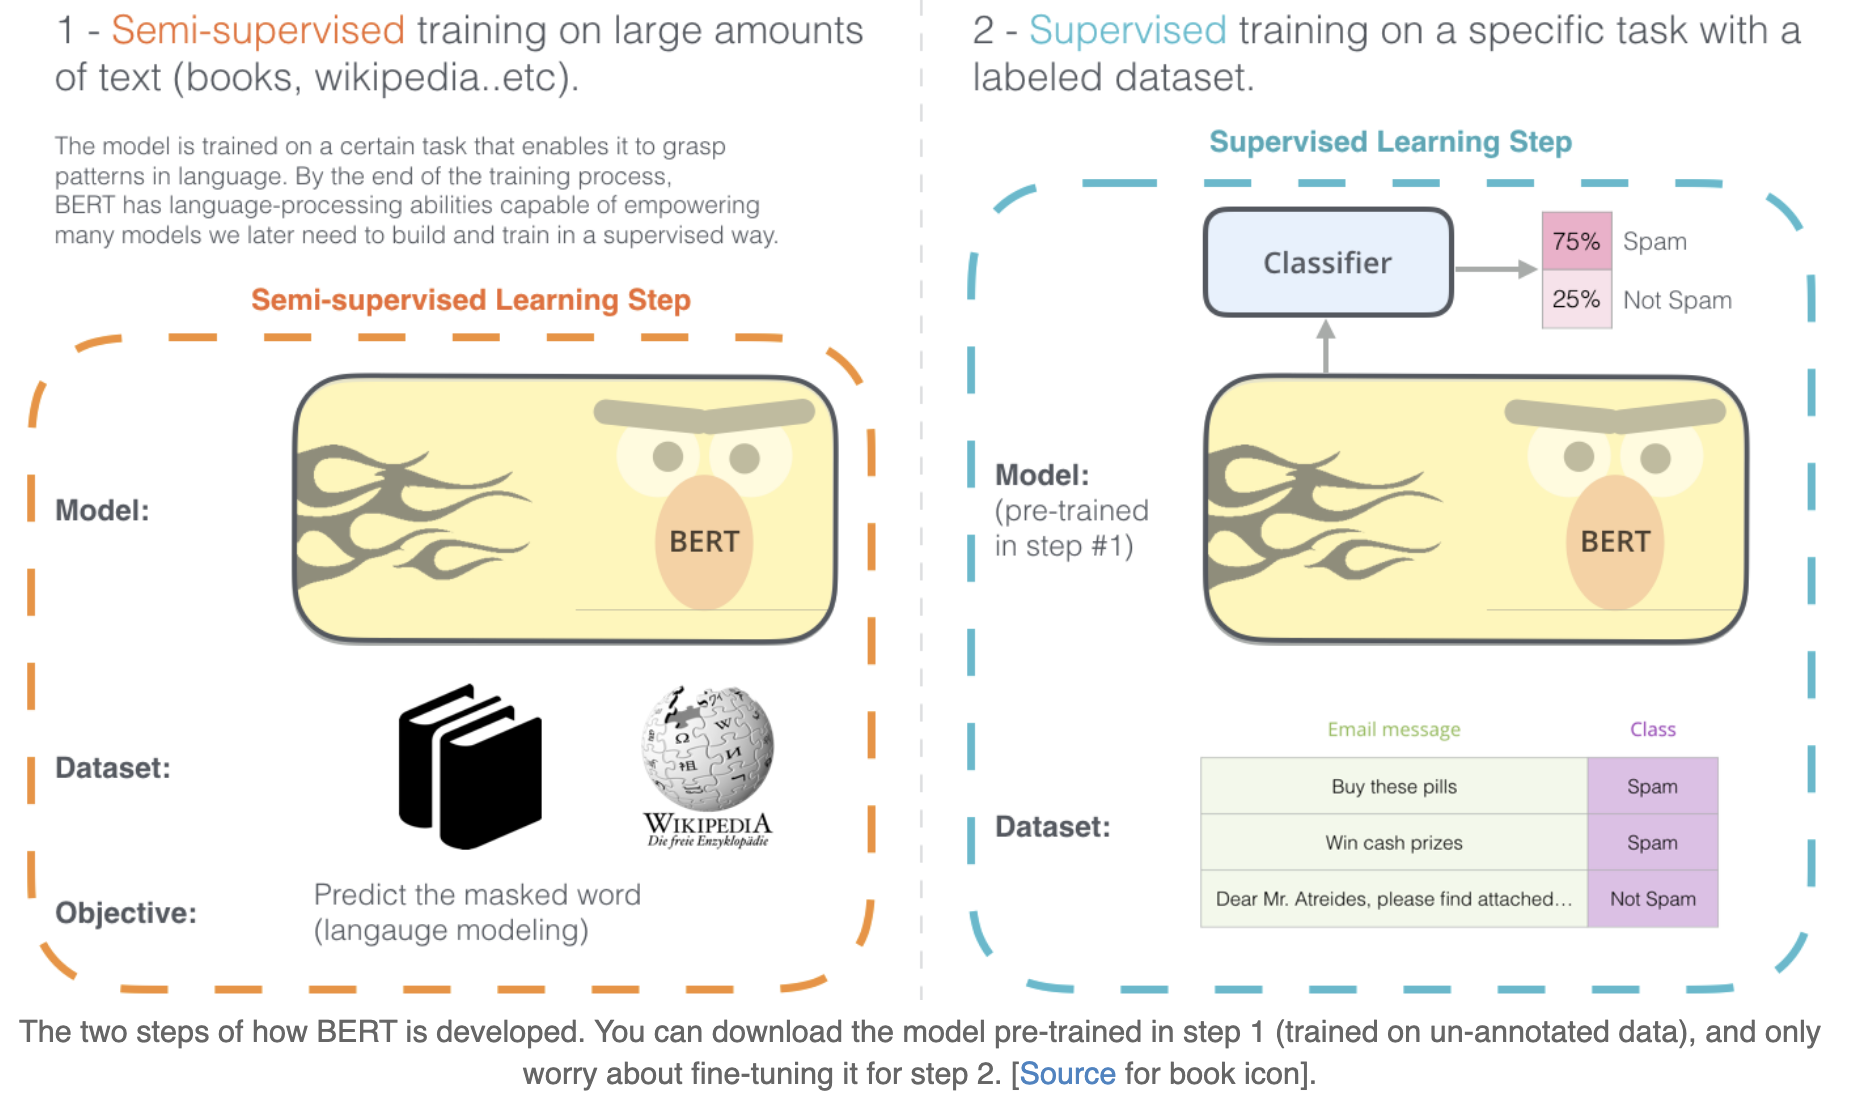 1 - Semi-supervised training on large amounts
of text (books, wikipedia..etc).
The model is trained on a certain task that enables it to grasp
patterns in language. By the end of the training process,
BERT has language-processing abilities capable of empowering
many models we later need to build and train in a supervised way.
Semi-supervised Learning Step
Model:
BERT
Dataset:
WIKIPEDIA
Die freie Enzyklopädie
Objective:
Predict the masked word
(langauge modeling)
2 - Supervised training on a specific task with a
labeled dataset.
Supervised Learning Step
Classifier
75% Spam
25% Not Spam
Model:
(pre-trained
in step #1)
BERT
Dataset:
Email message Class
Buy these pills Spam
Win cash prizes Spam
Dear Mr. Atreides, please find attached... Not Spam
The two steps of how BERT is developed. You can download the model pre-trained in step 1 (trained on un-annotated data), and only
worry about fine-tuning it for step 2. [Source for book icon].